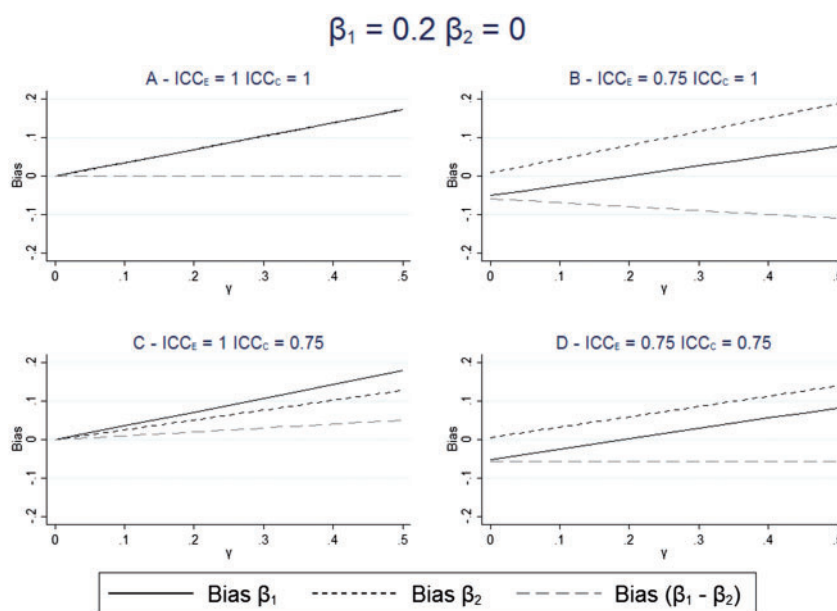 β₁ = 0.2 β₂ = 0
A - ICC_E = 1 ICC_C = 1
B - ICC_E = 0.75 ICC_C = 1
.2
.1
0
-.1
-.2
Bias
0 .1 .2 .3 .4 .5
γ
.2
.1
0
-.1
-.2
Bias
0 .1 .2 .3 .4 .5
γ
C - ICC_E = 1 ICC_C = 0.75
D - ICC_E = 0.75 ICC_C = 0.75
.2
.1
0
-.1
-.2
Bias
0 .1 .2 .3 .4 .5
γ
.2
.1
0
-.1
-.2
Bias
0 .1 .2 .3 .4 .5
γ
Bias β₁ Bias β₂ Bias (β₁ - β₂)